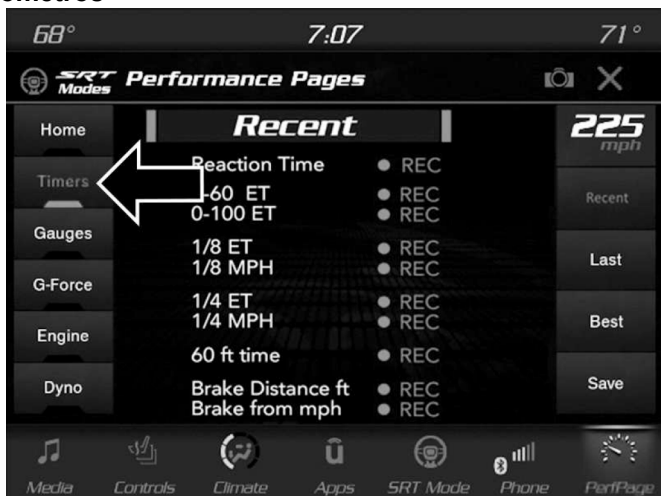 68° 7:07 71°
SRT Modes Performance Pages
Home
Timers
Gauges
G-Force
Engine
Dyno
Recent
Reaction Time REC
-60 ET REC
0-100 ET REC
1/8 ET REC
1/8 MPH REC
1/4 ET REC
1/4 MPH REC
60 ft time REC
Brake Distance ft REC
Brake from mph REC
225
mph
Recent
Last
Best
Save
Media Controls Climate Apps SRT Mode Phone PerfPage